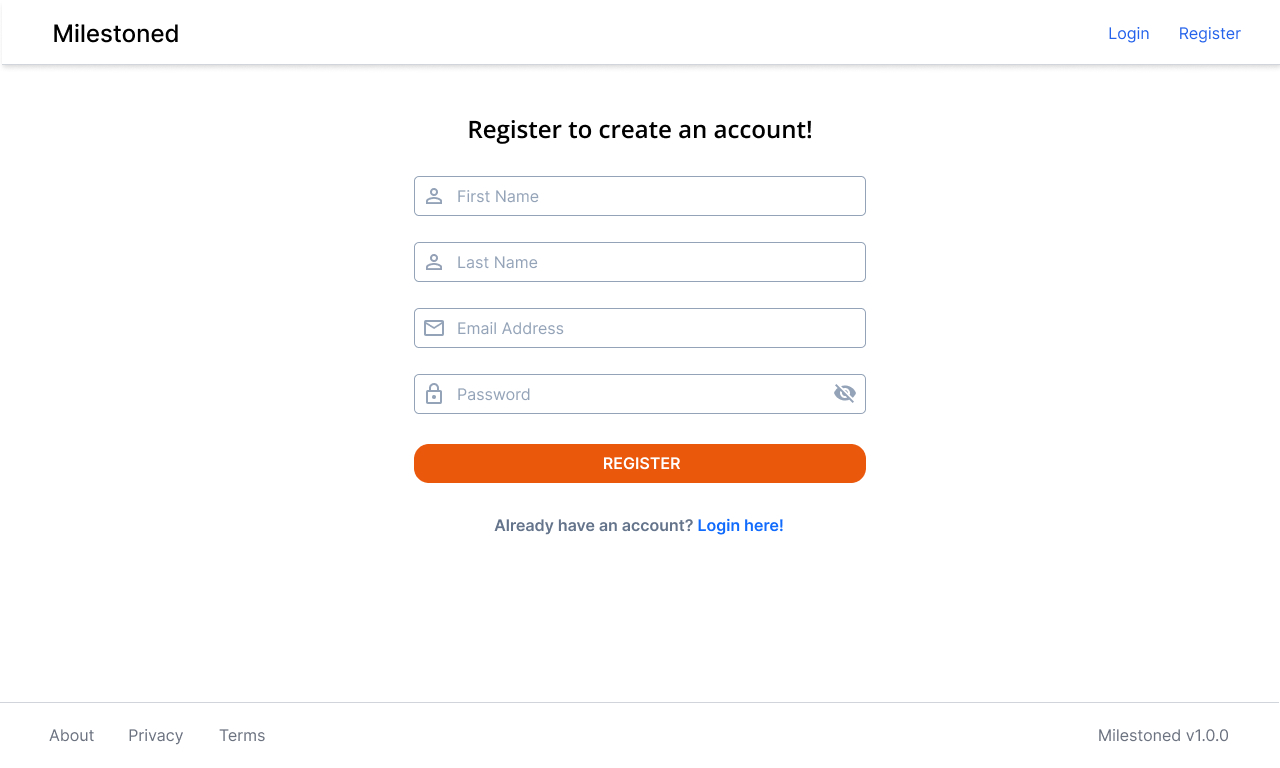 Milestoned
Login
Register
Register to create an account!
First Name
Last Name
Email Address
Password
REGISTER
Already have an account? Login here!
About
Privacy
Terms
Milestoned v1.0.0